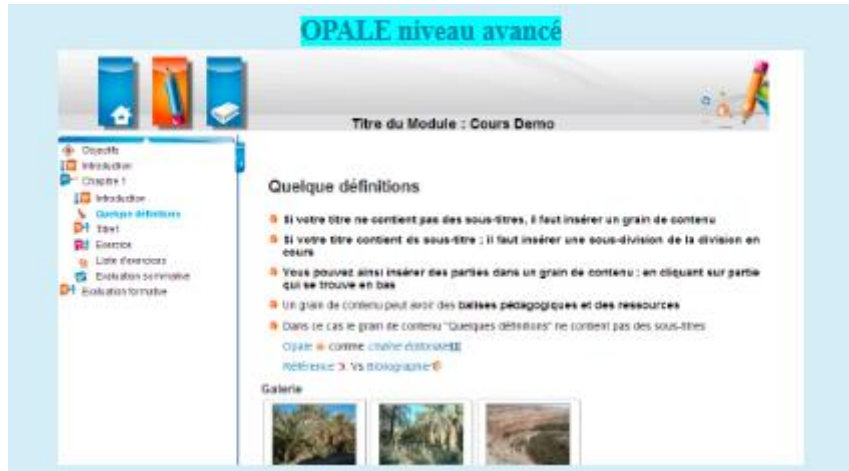 OPALE niveau avancé
Titre du Module : Cours Demo
Objectifs
Introduction
Chapitre 1
Introduction
Quelque définitions
Titre1
Exercice
Liste d'exercices
Evaluation sommative
Evaluation formative
Quelque définitions
Si votre titre ne contient pas des sous-titres, il faut insérer un grain de contenu
Si votre titre contient ds sous-titre ; il faut insérer une sous-division de la division en
cours
Vous pouvez ainsi insérer des parties dans un grain de contenu : en cliquant sur partie
qui se trouve en bas
Un grain de contenu peut avoir des balises pédagogiques et des ressources
Dans ce cas le grain de contenu "Quelques définitions" ne contient pas des sous-titres
Opale comme chaîne éditoriale
Référence Vs Bibliographie
Galerie